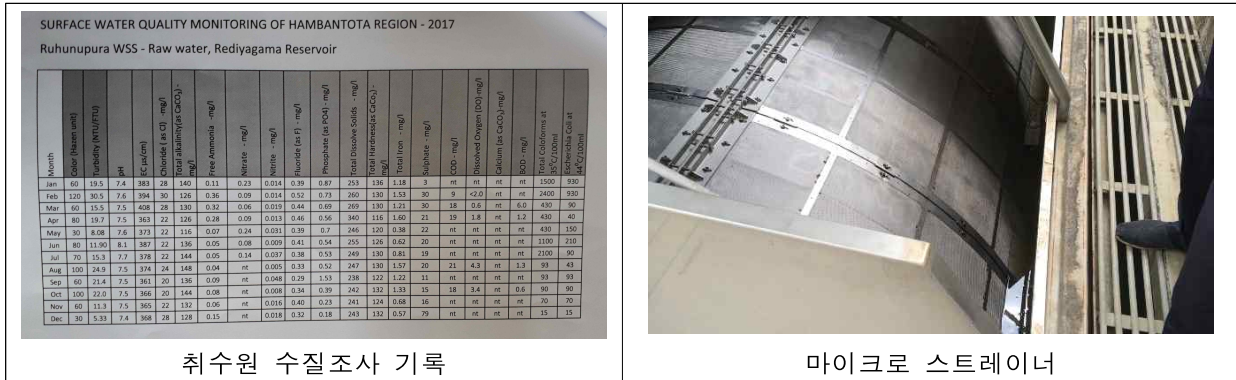 SURFACE WATER QUALITY MONITORING OF HAMBANTOTA REGION - 2017
Ruhunupura WSS - Raw water, Rediyagama Reservoir
Month Color (Hazen unit) Turbidity (NTU/FTU) pH EC μs/cm Chloride ( as Cl) -mg/l Total alkalinity(as CaCO₃) - mg/l Free Ammonia -mg/l Nitrate - mg/l Nitrite - mg/l Fluoride (as F) - mg/l Phosphate (as PO4) - mg/l Total Dissolve Solids - mg/l Total Hardness(as CaCo₃)- mg/l Total Iron - mg/l Sulphate - mg/l COD - mg/l Dissolved Oxygen (DO)-mg/l Calcium (as CaCO₃)-mg/l BOD - mg/l Total Coloforms at 35⁰C/100ml Escherichia Coli at 44⁰C/100ml
Jan 60 19.5 7.4 383 28 140 0.11 0.23 0.014 0.39 0.87 253 136 1.18 3 nt nt nt nt 1500 930
Feb 120 30.5 7.6 394 30 126 0.36 0.09 0.014 0.52 0.73 260 130 1.53 30 9 <2.0 nt nt 2400 930
Mar 60 15.5 7.5 408 28 130 0.32 0.06 0.019 0.44 0.69 269 130 1.21 30 18 0.6 nt 6.0 430 90
Apr 80 19.7 7.5 363 22 126 0.28 0.09 0.013 0.46 0.56 340 116 1.60 21 19 1.8 nt 1.2 430 40
May 30 8.08 7.6 373 22 116 0.07 0.24 0.031 0.39 0.7 246 120 0.38 22 nt nt nt nt 430 150
Jun 80 11.90 8.1 387 22 136 0.05 0.08 0.009 0.41 0.54 255 126 0.62 20 nt nt nt nt 1100 210
Jul 70 15.3 7.7 378 22 144 0.05 0.14 0.037 0.38 0.53 249 130 0.81 19 nt nt nt nt 2100 90
Aug 100 24.9 7.5 374 24 148 0.04 nt 0.005 0.33 0.52 247 130 1.57 20 21 4.3 nt 1.3 93 43
Sep 60 21.4 7.5 361 20 136 0.09 nt 0.048 0.29 1.53 238 122 1.22 11 nt nt nt nt 93 93
Oct 100 22.0 7.5 366 20 144 0.08 nt 0.008 0.34 0.39 242 132 1.33 15 18 3.4 nt 0.6 90 90
Nov 60 11.3 7.5 365 22 132 0.06 nt 0.016 0.40 0.23 241 124 0.68 16 nt nt nt nt 70 70
Dec 30 5.33 7.4 368 28 128 0.15 nt 0.018 0.32 0.18 243 132 0.57 79 nt nt nt nt 15 15
취수원 수질조사 기록
마이크로 스트레이너